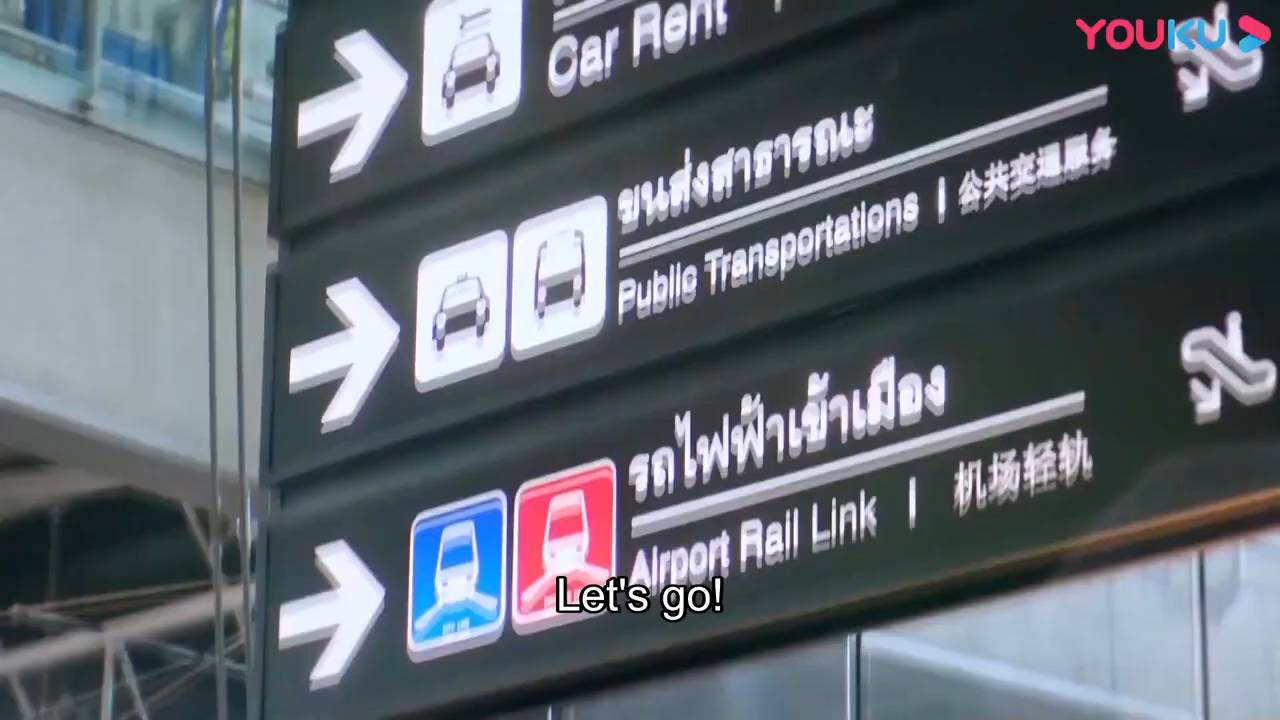 YOUKU
Car Rent
ขนส่งสาธารณะ
Public Transportations | 公共交通服务
รถไฟฟ้าเข้าเมือง
Airport Rail Link | 机场轻轨
CITY LINE
Let's go!